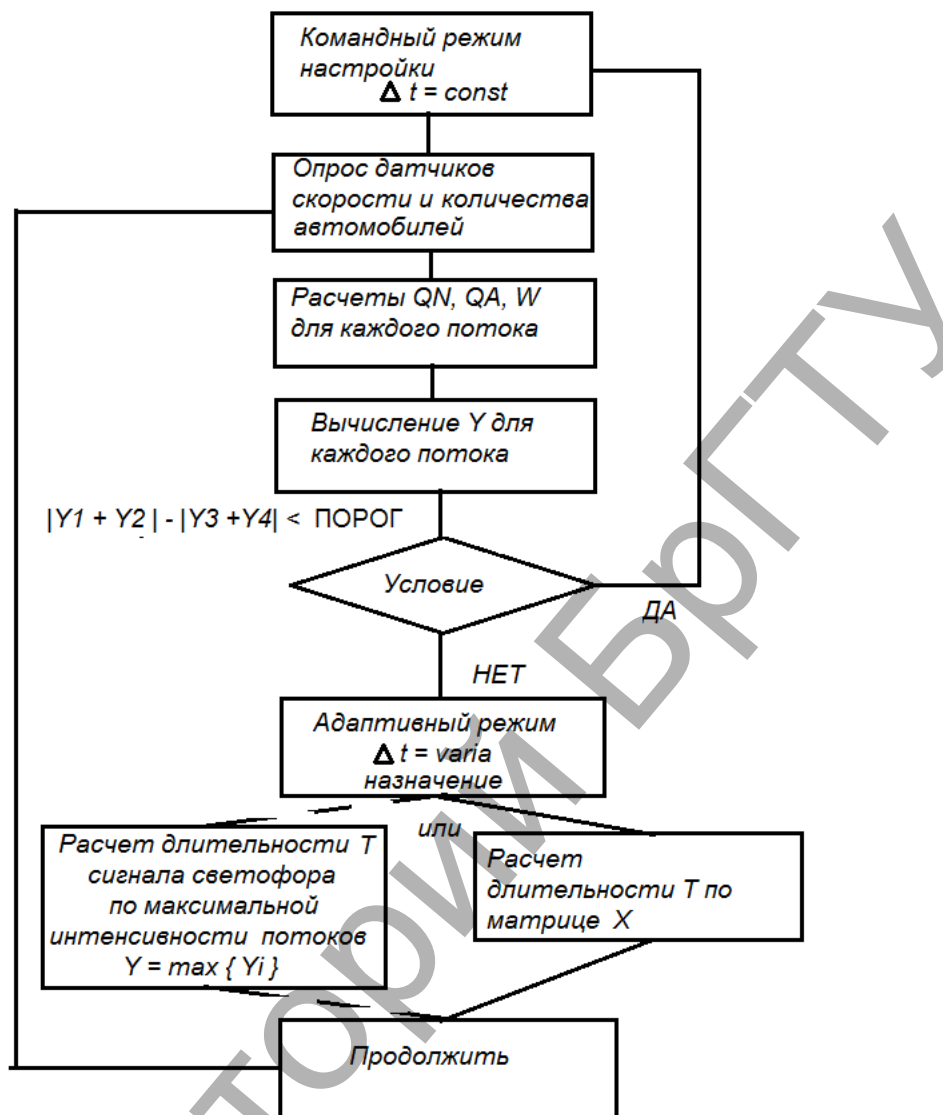 Командный режим
настройки
Δ t = const
Опрос датчиков
скорости и количества
автомобилей
Расчеты QN, QA, W
для каждого потока
Вычисление Y для
каждого потока
|Y1 + Y2 | - |Y3 +Y4| < ПОРОГ
Условие
ДА
НЕТ
Адаптивный режим
Δ t = varia
назначение
или
Расчет длительности T
сигнала светофора
по максимальной
интенсивности потоков
Y = max { Yi }
Расчет
длительности T по
матрице X
Продолжить
торий БрГТУ